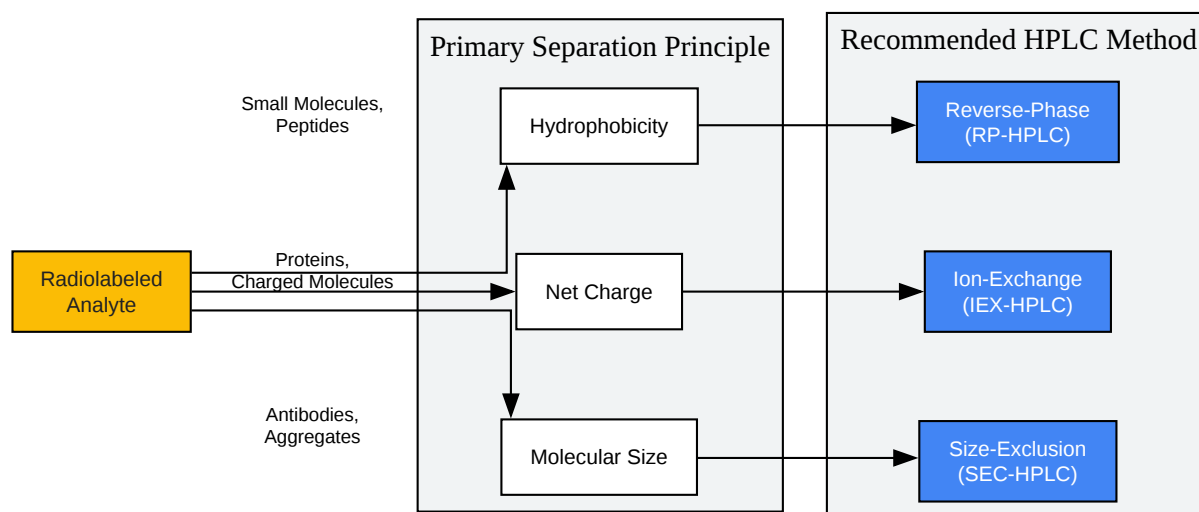 Primary Separation Principle
Recommended HPLC Method
Small Molecules,
Peptides
Hydrophobicity
Reverse-Phase
(RP-HPLC)
Radiolabeled
Analyte
Proteins,
Charged Molecules
Net Charge
Ion-Exchange
(IEX-HPLC)
Antibodies,
Aggregates
Molecular Size
Size-Exclusion
(SEC-HPLC)